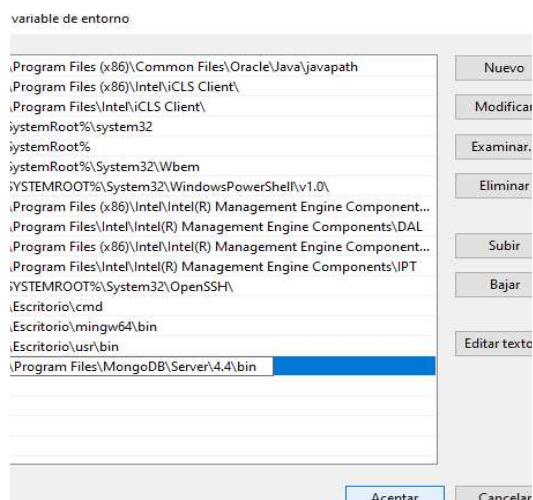 variable de entorno
\Program Files (x86)\Common Files\Oracle\Java\javapath
\Program Files (x86)\Intel\iCLS Client\
\Program Files\Intel\iCLS Client\
SystemRoot%\system32
SystemRoot%
SystemRoot%\System32\Wbem
SYSTEMROOT%\System32\WindowsPowerShell\v1.0\
\Program Files (x86)\Intel\Intel(R) Management Engine Component...
\Program Files\Intel\Intel(R) Management Engine Components\DAL
\Program Files (x86)\Intel\Intel(R) Management Engine Component...
\Program Files\Intel\Intel(R) Management Engine Components\IPT
SYSTEMROOT%\System32\OpenSSH\
\Escritorio\cmd
\Escritorio\mingw64\bin
\Escritorio\usr\bin
\Program Files\MongoDB\Server\4.4\bin
Nuevo
Modificar
Examinar.
Eliminar
Subir
Bajar
Editar texto
Aceptar
Cancelar